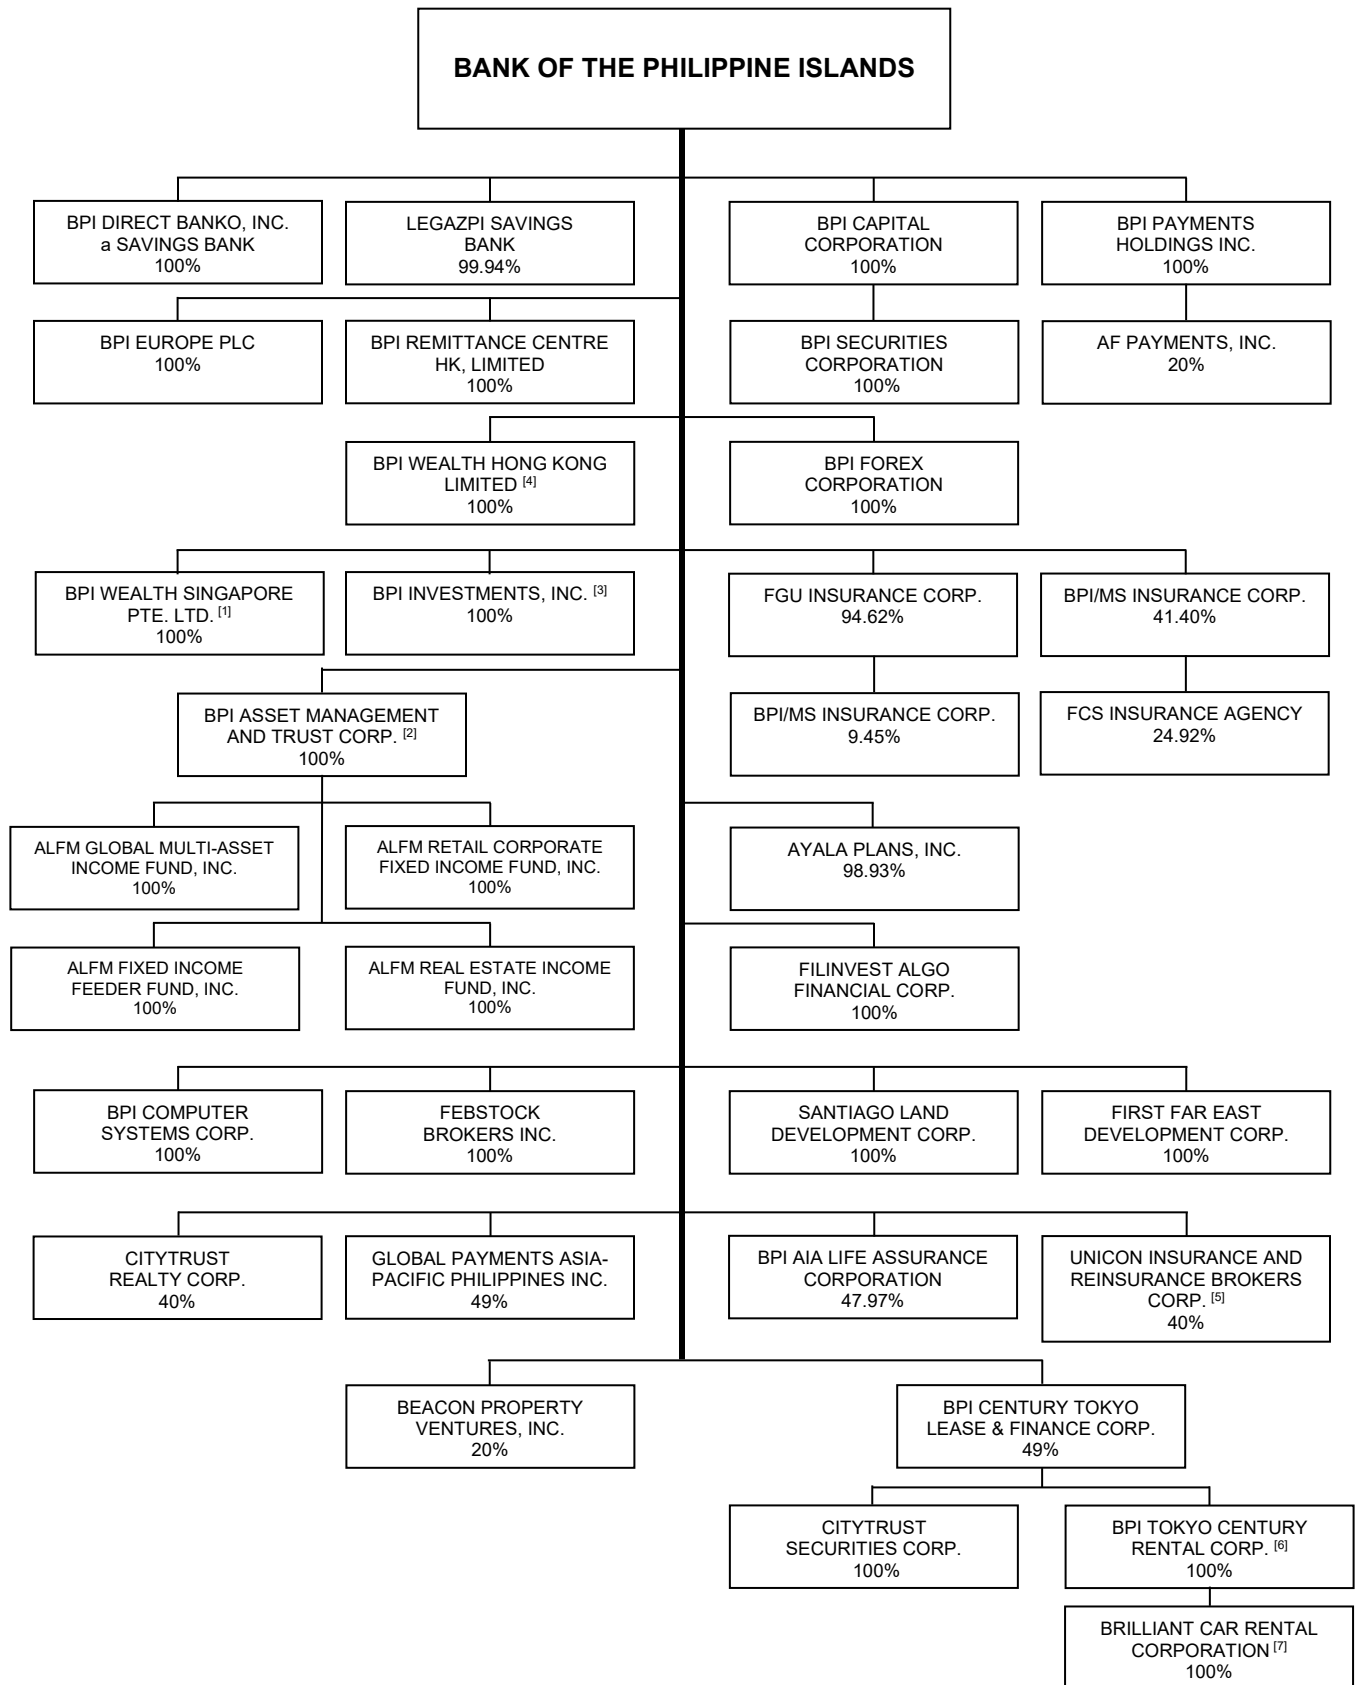 BANK OF THE PHILIPPINE ISLANDS
BPI DIRECT BANKO, INC.
a SAVINGS BANK
100%
LEGAZPI SAVINGS
BANK
99.94%
BPI CAPITAL
CORPORATION
100%
BPI PAYMENTS
HOLDINGS INC.
100%
BPI EUROPE PLC
100%
BPI REMITTANCE CENTRE
HK, LIMITED
100%
BPI SECURITIES
CORPORATION
100%
AF PAYMENTS, INC.
20%
BPI WEALTH HONG KONG
LIMITED [4]
100%
BPI FOREX
CORPORATION
100%
BPI WEALTH SINGAPORE
PTE. LTD. [1]
100%
BPI INVESTMENTS, INC. [3]
100%
FGU INSURANCE CORP.
94.62%
BPI/MS INSURANCE CORP.
41.40%
BPI ASSET MANAGEMENT
AND TRUST CORP. [2]
100%
BPI/MS INSURANCE CORP.
9.45%
FCS INSURANCE AGENCY
24.92%
ALFM GLOBAL MULTI-ASSET
INCOME FUND, INC.
100%
ALFM RETAIL CORPORATE
FIXED INCOME FUND, INC.
100%
AYALA PLANS, INC.
98.93%
ALFM FIXED INCOME
FEEDER FUND, INC.
100%
ALFM REAL ESTATE INCOME
FUND, INC.
100%
FILINVEST ALGO
FINANCIAL CORP.
100%
BPI COMPUTER
SYSTEMS CORP.
100%
FEBSTOCK
BROKERS INC.
100%
SANTIAGO LAND
DEVELOPMENT CORP.
100%
FIRST FAR EAST
DEVELOPMENT CORP.
100%
CITYTRUST
REALTY CORP.
40%
GLOBAL PAYMENTS ASIA-
PACIFIC PHILIPPINES INC.
49%
BPI AIA LIFE ASSURANCE
CORPORATION
47.97%
UNICON INSURANCE AND
REINSURANCE BROKERS
CORP. [5]
40%
BEACON PROPERTY
VENTURES, INC.
20%
BPI CENTURY TOKYO
LEASE & FINANCE CORP.
49%
CITYTRUST
SECURITIES CORP.
100%
BPI TOKYO CENTURY
RENTAL CORP. [6]
100%
BRILLIANT CAR RENTAL
CORPORATION [7]
100%